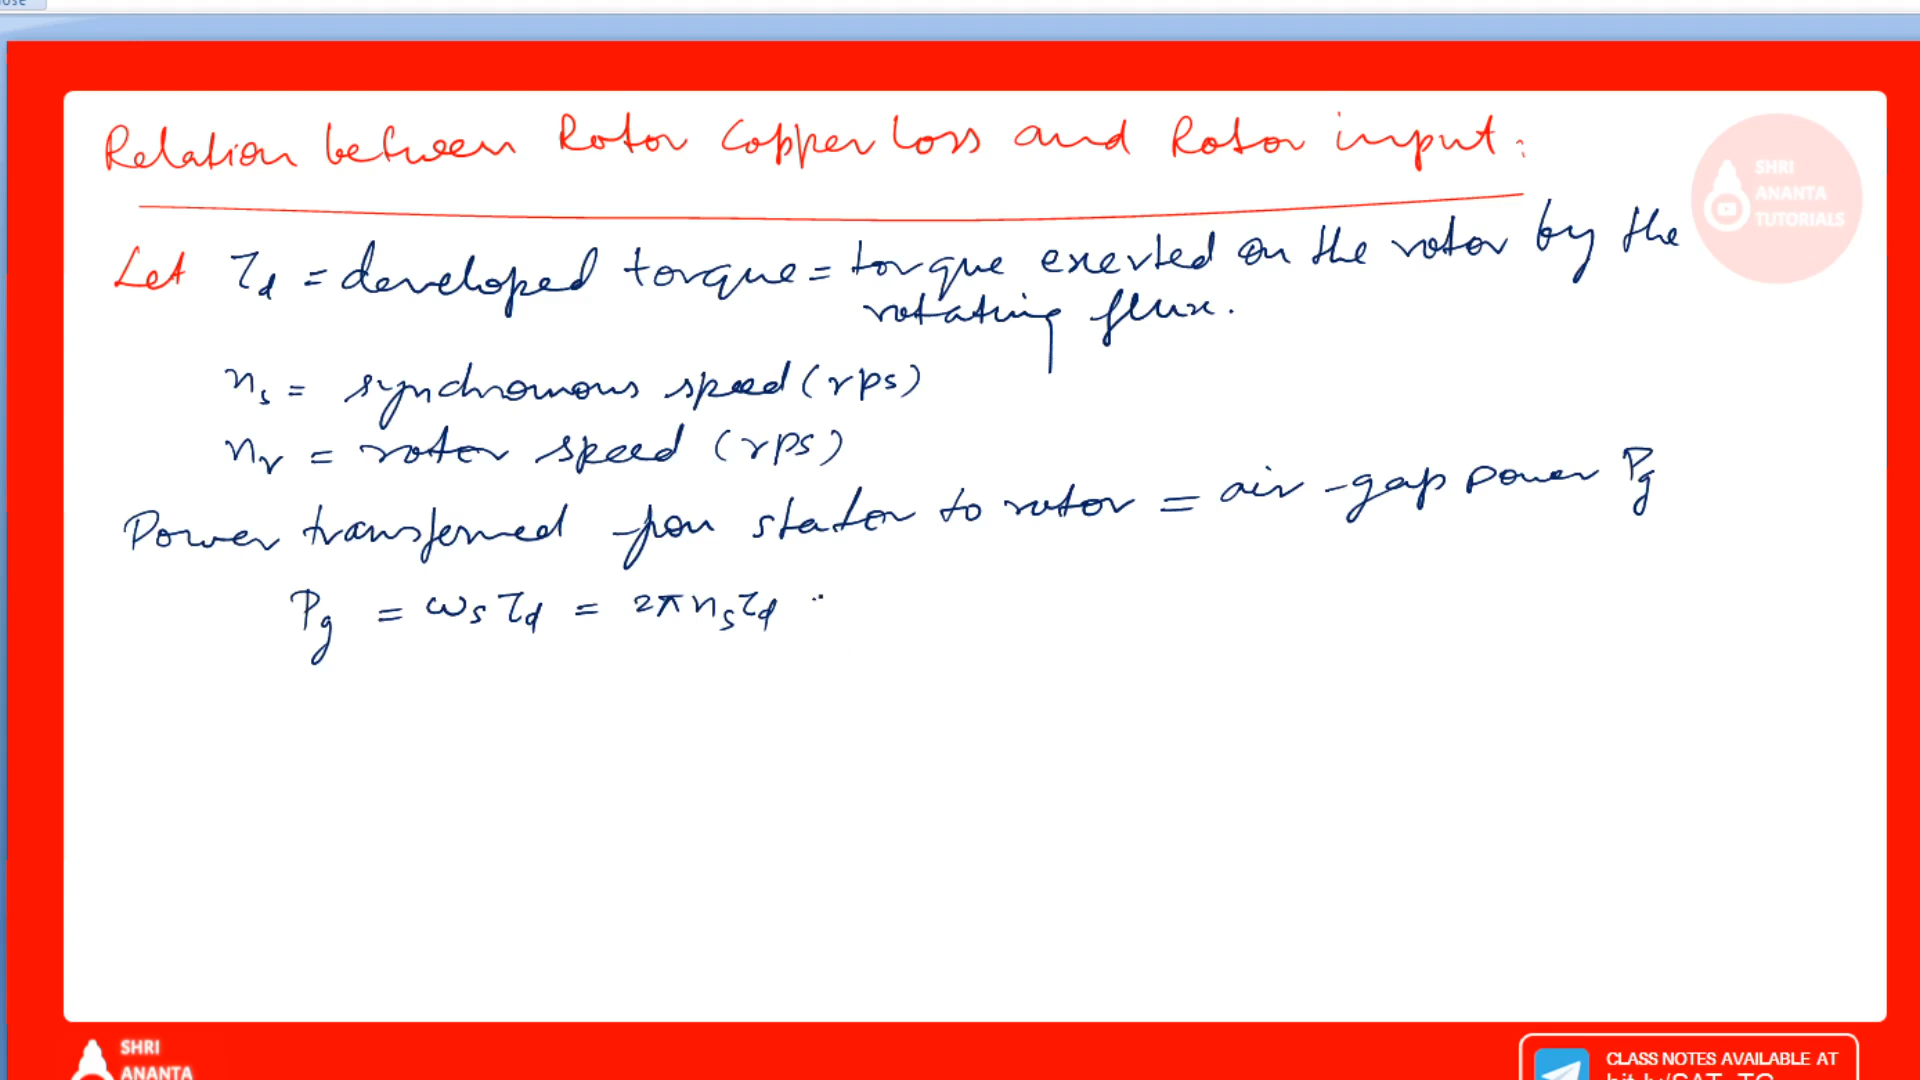 Relation between Rotor Copper loss and Rotor input:
SHRI
ANANTA
TUTORIALS
Let τd = developed torque = torque exerted on the rotor by the
rotating flux.
ns = synchronous speed (rps)
nr = rotor speed (rps)
Power transferred from stator to rotor = air-gap power Pg
Pg = ωs τd = 2π ns τd
SHRI
ANANTA
CLASS NOTES AVAILABLE AT